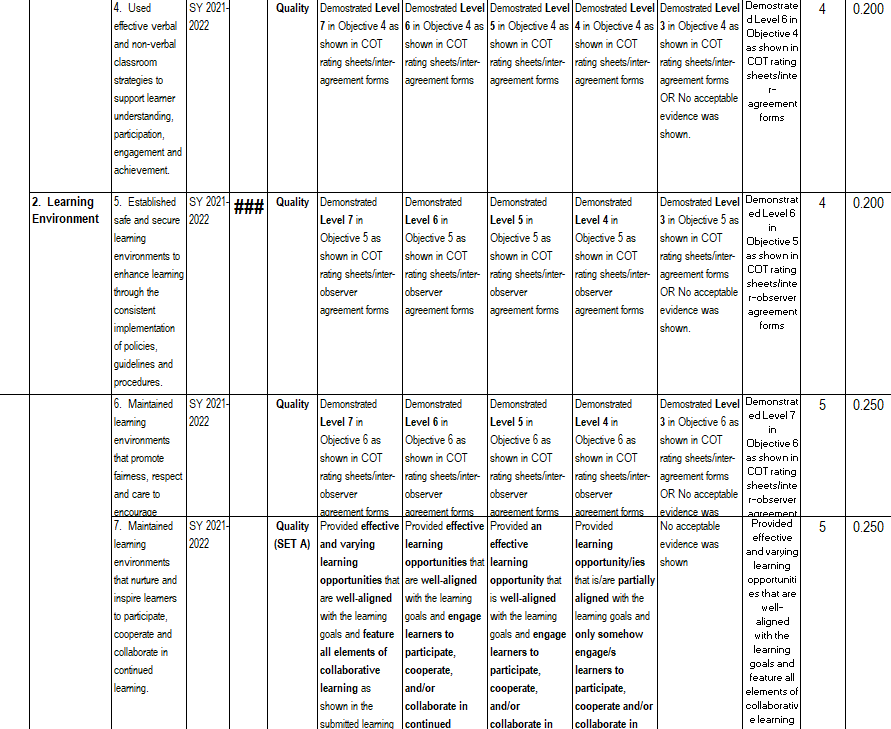 4. Used
effective verbal
and non-verbal
classroom
strategies to
support learner
understanding,
participation,
engagement and
achievement.
SY 2021-
2022
Quality
Demostrated Level
7 in Objective 4 as
shown in COT
rating sheets/inter-
agreement forms
Demostrated Level
6 in Objective 4 as
shown in COT
rating sheets/inter-
agreement forms
Demostrated Level
5 in Objective 4 as
shown in COT
rating sheets/inter-
agreement forms
Demostrated Level
4 in Objective 4 as
shown in COT
rating sheets/inter-
agreement forms
Demostrated Level
3 in Objective 4 as
shown in COT
rating sheets/inter-
agreement forms
OR No acceptable
evidence was
shown.
Demostrate
d Level 6 in
Objective 4
as shown in
COT rating
sheets/inte
r-
agreement
forms
4
0.200
2. Learning
Environment
5. Established
safe and secure
learning
environments to
enhance learning
through the
consistent
implementation
of policies,
guidelines and
procedures.
SY 2021-
2022
###
Quality
Demonstrated
Level 7 in
Objective 5 as
shown in COT
rating sheets/inter-
observer
agreement forms
Demonstrated
Level 6 in
Objective 5 as
shown in COT
rating sheets/inter-
observer
agreement forms
Demonstrated
Level 5 in
Objective 5 as
shown in COT
rating sheets/inter-
observer
agreement forms
Demonstrated
Level 4 in
Objective 5 as
shown in COT
rating sheets/inter-
observer
agreement forms
Demostrated Level
3 in Objective 5 as
shown in COT
rating sheets/inter-
agreement forms
OR No acceptable
evidence was
shown.
Demonstrat
ed Level 6
in
Objective 5
as shown in
COT rating
sheets/inte
r-observer
agreement
forms
4
0.200
6. Maintained
learning
environments
that promote
fairness, respect
and care to
encourage
SY 2021-
2022
Quality
Demonstrated
Level 7 in
Objective 6 as
shown in COT
rating sheets/inter-
observer
agreement forms
Demonstrated
Level 6 in
Objective 6 as
shown in COT
rating sheets/inter-
observer
agreement forms
Demonstrated
Level 5 in
Objective 6 as
shown in COT
rating sheets/inter-
observer
agreement forms
Demonstrated
Level 4 in
Objective 6 as
shown in COT
rating sheets/inter-
observer
agreement forms
Demostrated Level
3 in Objective 6 as
shown in COT
rating sheets/inter-
agreement forms
OR No acceptable
evidence was
Demonstrat
ed Level 7
in
Objective 6
as shown in
COT rating
sheets/inte
r-observer
agreement
5
0.250
7. Maintained
learning
environments
that nurture and
inspire learners
to participate,
cooperate and
collaborate in
continued
learning.
SY 2021-
2022
Quality
(SET A)
Provided effective
and varying
learning
opportunities that
are well-aligned
with the learning
goals and feature
all elements of
collaborative
learning as
shown in the
submitted learning
Provided effective
learning
opportunities that
are well-aligned
with the learning
goals and engage
learners to
participate,
cooperate,
and/or
collaborate in
continued
Provided an
effective
learning
opportunity that
is well-aligned
with the learning
goals and engage
learners to
participate,
cooperate,
and/or
collaborate in
Provided
learning
opportunity/ies
that is/are partially
aligned with the
learning goals and
only somehow
engage/s
learners to
participate,
cooperate and/or
collaborate in
No acceptable
evidence was
shown
Provided
effective
and varying
learning
opportuniti
es that are
well-
aligned
with the
learning
goals and
feature all
elements of
collaborativ
e learning
5
0.250